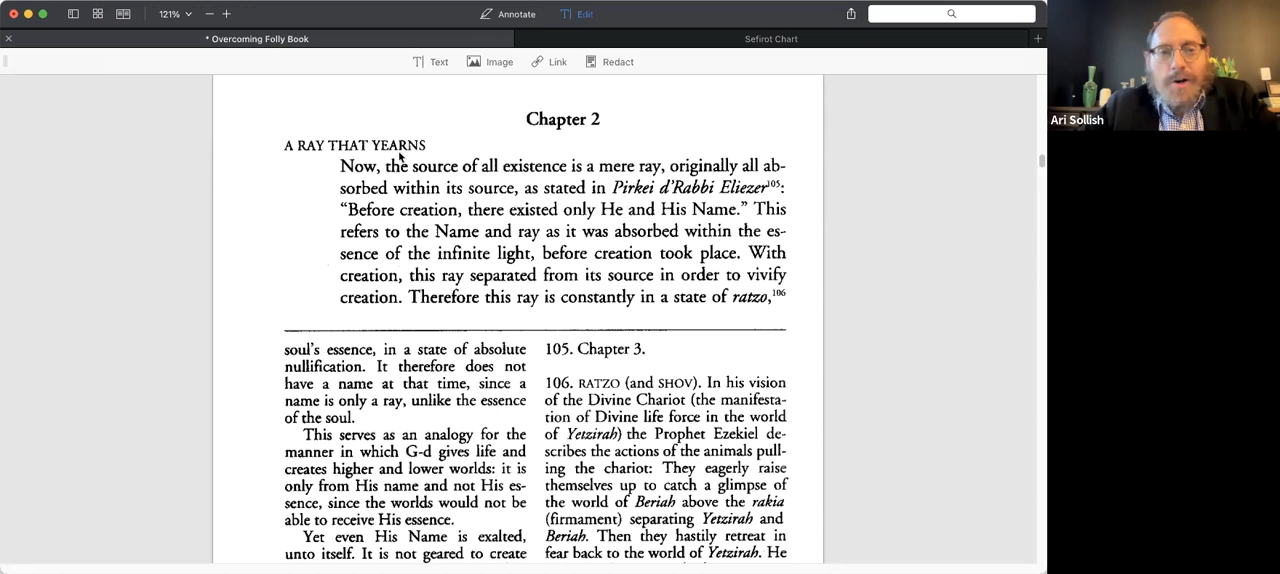 121%
Annotate
Edit
* Overcoming Folly Book
Sefirot Chart
Text
Image
Link
Redact
Chapter 2
A RAY THAT YEARNS
Now, the source of all existence is a mere ray, originally all ab-
sorbed within its source, as stated in Pirkei d'Rabbi Eliezer105:
“Before creation, there existed only He and His Name.” This
refers to the Name and ray as it was absorbed within the es-
sence of the infinite light, before creation took place. With
creation, this ray separated from its source in order to vivify
creation. Therefore this ray is constantly in a state of ratzo,106
soul's essence, in a state of absolute
nullification. It therefore does not
have a name at that time, since a
name is only a ray, unlike the essence
of the soul.
This serves as an analogy for the
manner in which G-d gives life and
creates higher and lower worlds: it is
only from His name and not His es-
sence, since the worlds would not be
able to receive His essence.
Yet even His Name is exalted,
unto itself. It is not geared to create
105. Chapter 3.
106. RATZO (and SHOV). In his vision
of the Divine Chariot (the manifesta-
tion of Divine life force in the world
of Yetzirah) the Prophet Ezekiel de-
scribes the actions of the animals pull-
ing the chariot: They eagerly raise
themselves up to catch a glimpse of
the world of Beriah above the rakia
(firmament) separating Yetzirah and
Beriah. Then they hastily retreat in
fear back to the world of Yetzirah. He
Ari Sollish